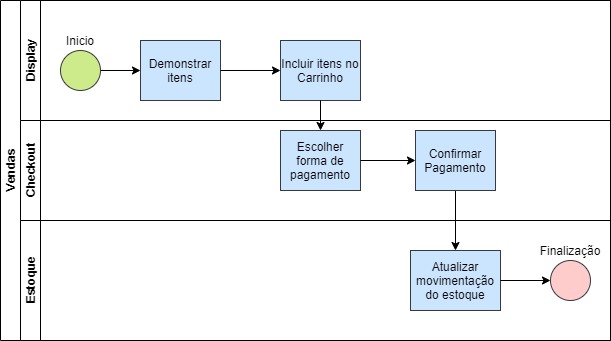 Vendas
Display
Inicio
Demonstrar
itens
Incluir itens no
Carrinho
Checkout
Escolher
forma de
pagamento
Confirmar
Pagamento
Estoque
Atualizar
movimentação
do estoque
Finalização